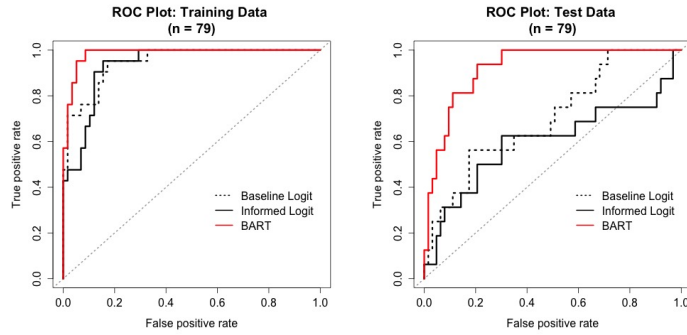 ROC Plot: Training Data
(n = 79)
True positive rate
0.0
0.2
0.4
0.6
0.8
1.0
Baseline Logit
Informed Logit
BART
0.0 0.2 0.4 0.6 0.8 1.0
False positive rate
ROC Plot: Test Data
(n = 79)
True positive rate
0.0
0.2
0.4
0.6
0.8
1.0
Baseline Logit
Informed Logit
BART
0.0 0.2 0.4 0.6 0.8 1.0
False positive rate